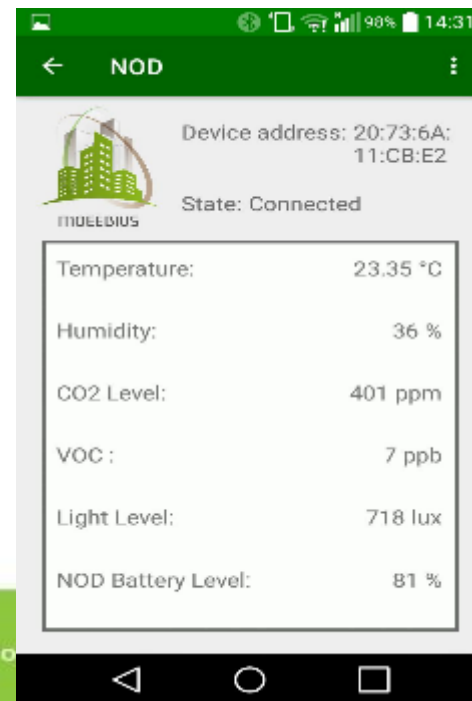 98% 14:31
NOD
Device address: 20:73:6A:
11:CB:E2
MOEEBIUS
State: Connected
Temperature: 23.35 °C
Humidity: 36 %
CO2 Level: 401 ppm
VOC : 7 ppb
Light Level: 718 lux
NOD Battery Level: 81 %